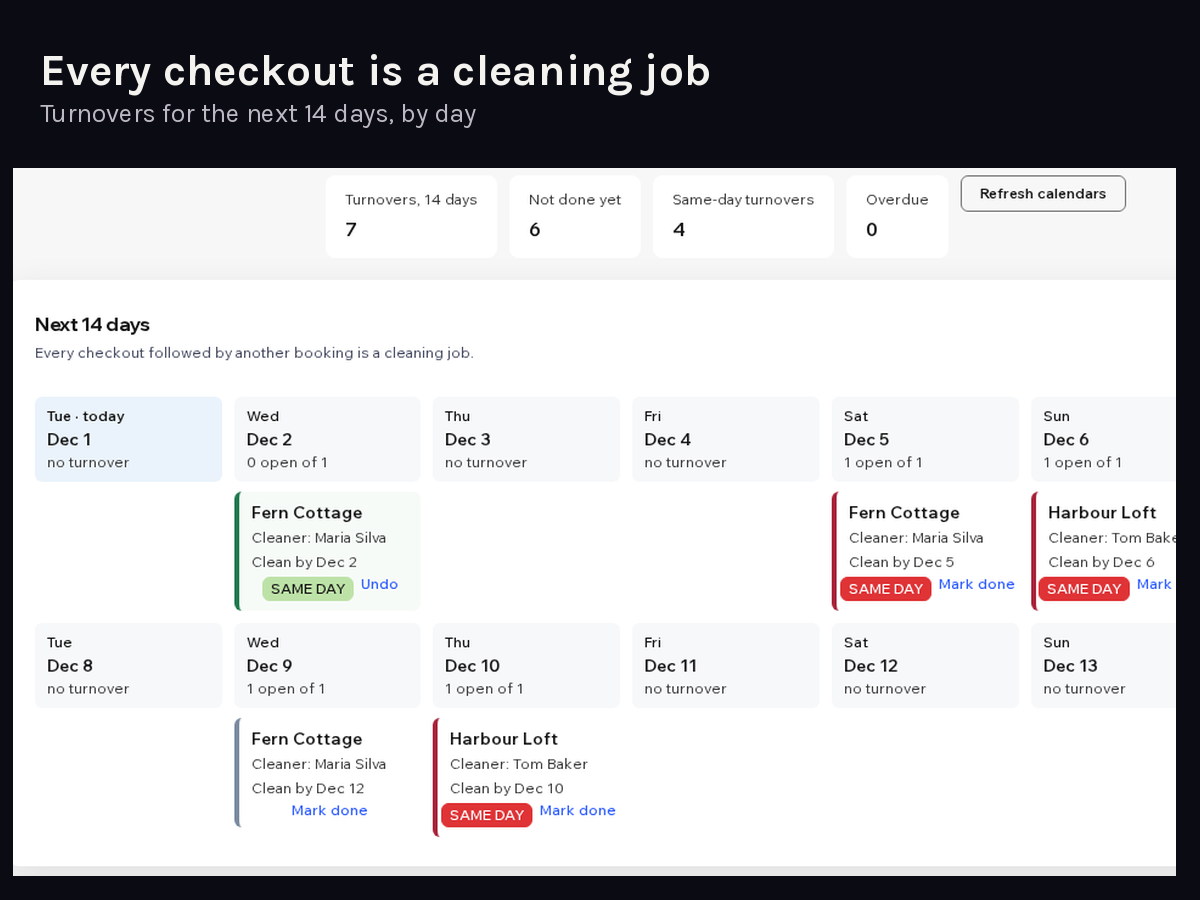 Every checkout is a cleaning job
Turnovers for the next 14 days, by day
Turnovers, 14 days
7
Not done yet
6
Same-day turnovers
4
Overdue
0
Refresh calendars
Next 14 days
Every checkout followed by another booking is a cleaning job.
Tue · today
Dec 1
no turnover
Wed
Dec 2
0 open of 1
Thu
Dec 3
no turnover
Fri
Dec 4
no turnover
Sat
Dec 5
1 open of 1
Sun
Dec 6
1 open of 1
Fern Cottage
Cleaner: Maria Silva
Clean by Dec 2
SAME DAY Undo
Fern Cottage
Cleaner: Maria Silva
Clean by Dec 5
SAME DAY Mark done
Harbour Loft
Cleaner: Tom Bake
Clean by Dec 6
SAME DAY Mark
Tue
Dec 8
no turnover
Wed
Dec 9
1 open of 1
Thu
Dec 10
1 open of 1
Fri
Dec 11
no turnover
Sat
Dec 12
no turnover
Sun
Dec 13
no turnover
Fern Cottage
Cleaner: Maria Silva
Clean by Dec 12
Mark done
Harbour Loft
Cleaner: Tom Baker
Clean by Dec 10
SAME DAY Mark done